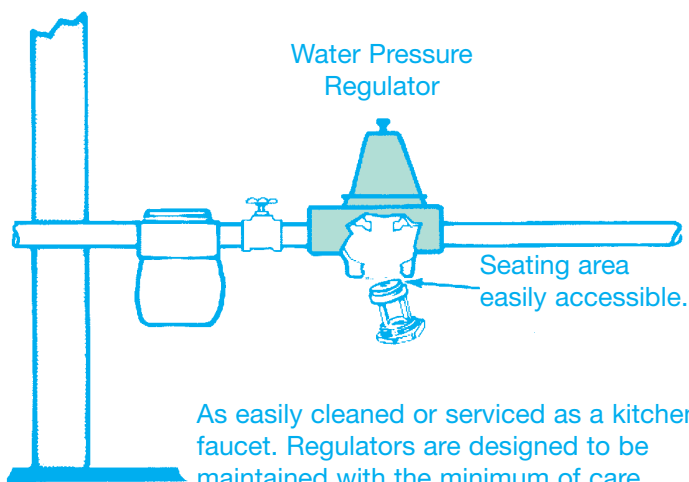 Water Pressure
Regulator
Seating area
easily accessible.
As easily cleaned or serviced as a kitchen
faucet. Regulators are designed to be
maintained with the minimum of care